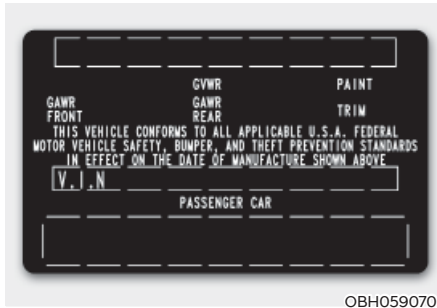 GVWR PAINT
GAWR GAWR TRIM
FRONT REAR
THIS VEHICLE CONFORMS TO ALL APPLICABLE U.S.A. FEDERAL
MOTOR VEHICLE SAFETY, BUMPER, AND THEFT PREVENTION STANDARDS
IN EFFECT ON THE DATE OF MANUFACTURE SHOWN ABOVE
V.I.N
PASSENGER CAR
OBH059070